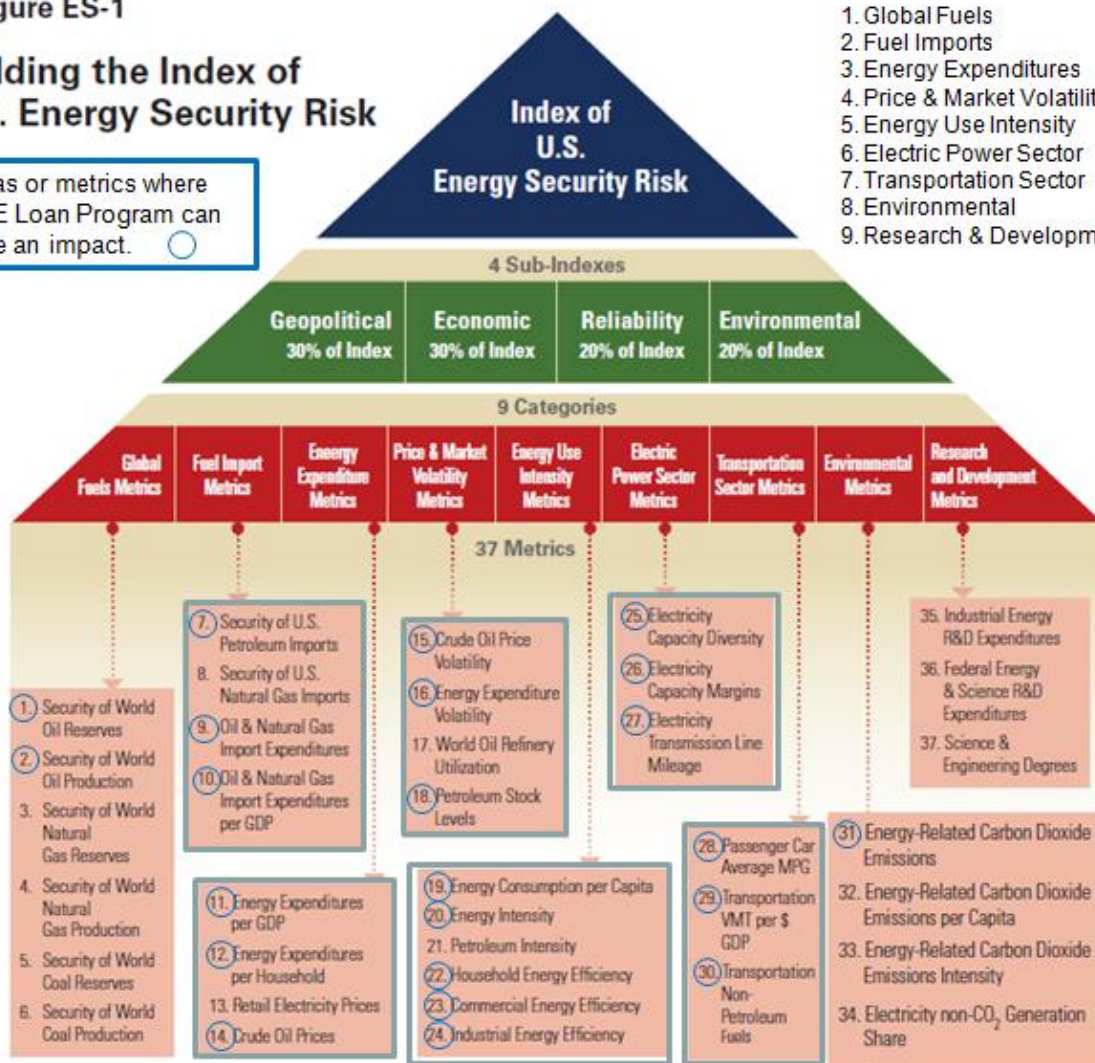 gure ES-1
lding the Index of
. Energy Security Risk
as or metrics where
E Loan Program can
e an impact.
1. Global Fuels
2. Fuel Imports
3. Energy Expenditures
4. Price & Market Volatilit
5. Energy Use Intensity
6. Electric Power Sector
7. Transportation Sector
8. Environmental
9. Research & Developm
Index of
U.S.
Energy Security Risk
4 Sub-Indexes
Geopolitical
30% of Index
Economic
30% of Index
Reliability
20% of Index
Environmental
20% of Index
9 Categories
Global
Fuels Metrics
Fuel Import
Metrics
Eneergy
Expenditure
Metrics
Price & Market
Volatility
Metrics
Energy Use
Intensity
Metrics
Electric
Power Sector
Metrics
Transportation
Sector Metrics
Environmental
Metrics
Research
and Development
Metrics
37 Metrics
1. Security of World
Oil Reserves
2. Security of World
Oil Production
3. Security of World
Natural
Gas Reserves
4. Security of World
Natural
Gas Production
5. Security of World
Coal Reserves
6. Security of World
Coal Production
7. Security of U.S.
Petroleum Imports
8. Security of U.S.
Natural Gas Imports
9. Oil & Natural Gas
Import Expenditures
10. Oil & Natural Gas
Import Expenditures
per GDP
11. Energy Expenditures
per GDP
12. Energy Expenditures
per Household
13. Retail Electricity Prices
14. Crude Oil Prices
15. Crude Oil Price
Volatility
16. Energy Expenditure
Volatility
17. World Oil Refinery
Utilization
18. Petroleum Stock
Levels
19. Energy Consumption per Capita
20. Energy Intensity
21. Petroleum Intensity
22. Household Energy Efficiency
23. Commercial Energy Efficiency
24. Industrial Energy Efficiency
25. Electricity
Capacity Diversity
26. Electricity
Capacity Margins
27. Electricity
Transmission Line
Mileage
28. Passenger Car
Average MPG
29. Transportation
VMT per $
GDP
30. Transportation
Non-
Petroleum
Fuels
31. Energy-Related Carbon Dioxide
Emissions
32. Energy-Related Carbon Dioxide
Emissions per Capita
33. Energy-Related Carbon Dioxide
Emissions Intensity
34. Electricity non-CO₂ Generation
Share
35. Industrial Energy
R&D Expenditures
36. Federal Energy
& Science R&D
Expenditures
37. Science &
Engineering Degrees